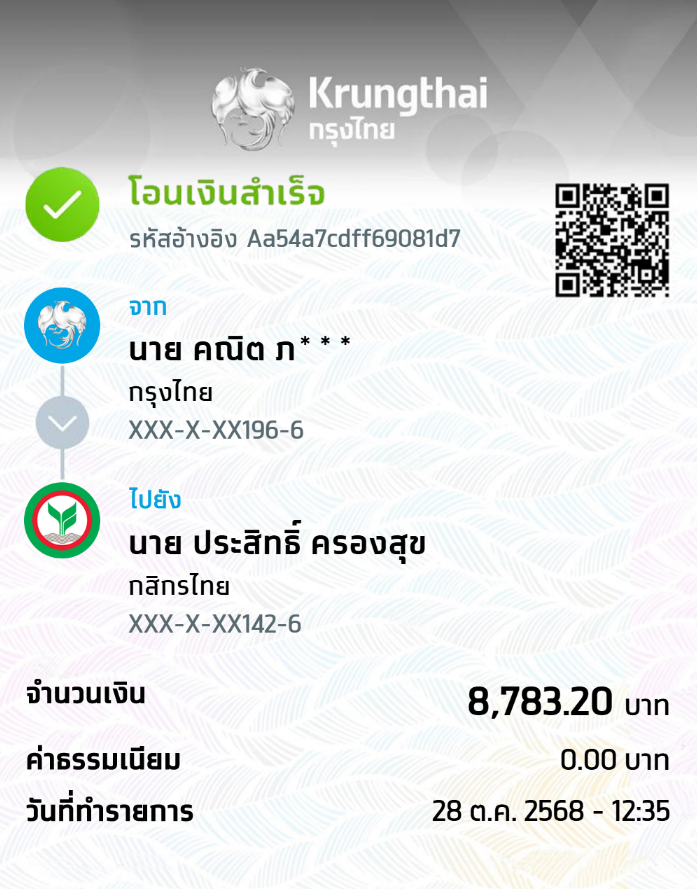 Krungthai
กรุงไทย
โอนเงินสำเร็จ
รหัสอ้างอิง Aa54a7cdff69081d7
จาก
นาย คณิต ภ* * *
กรุงไทย
XXX-X-XX196-6
ไปยัง
นาย ประสิทธิ์ ครองสุข
กสิกรไทย
XXX-X-XX142-6
จำนวนเงิน 8,783.20 บาท
ค่าธรรมเนียม 0.00 บาท
วันที่ทำรายการ 28 ต.ค. 2568 - 12:35